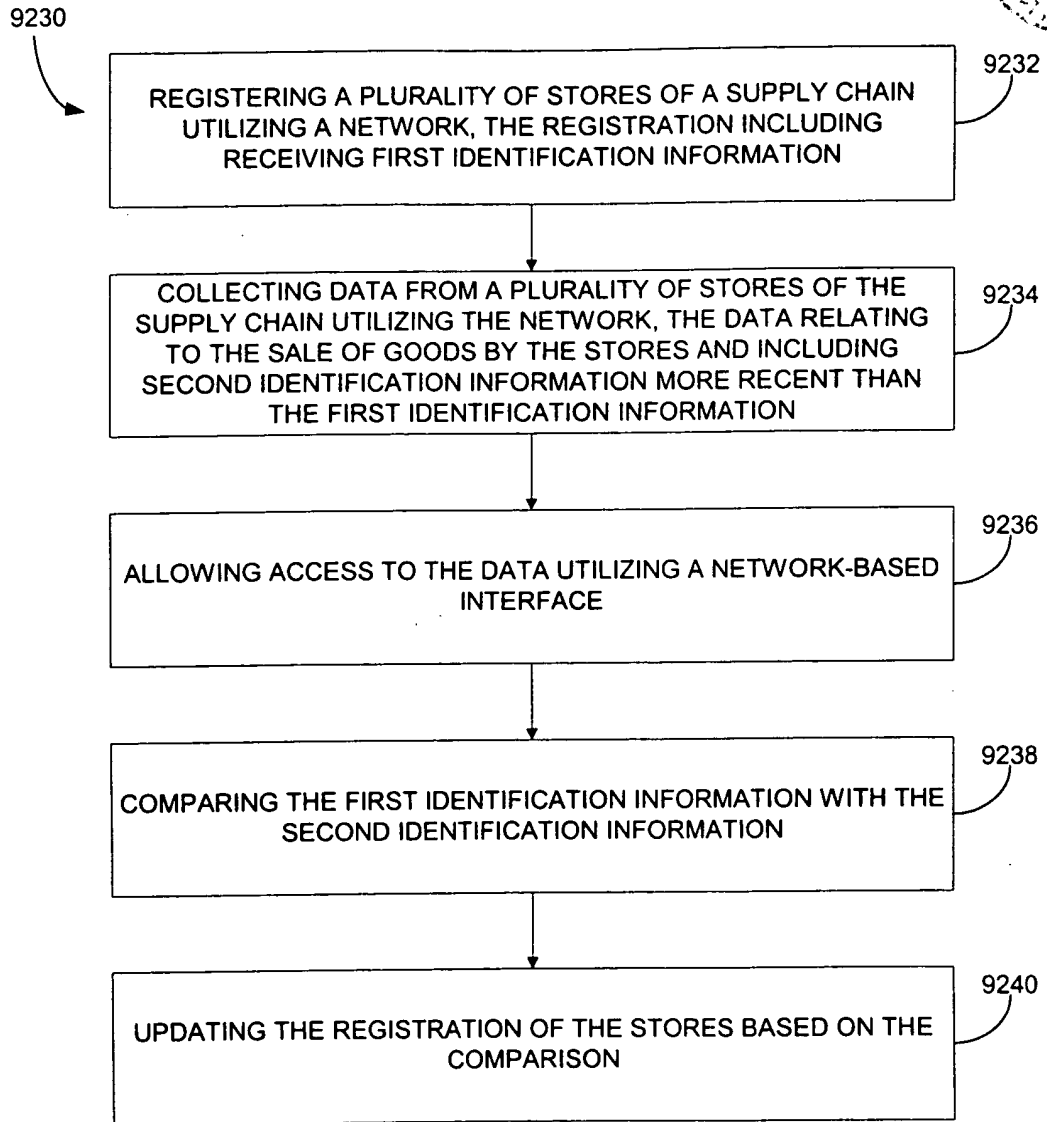 9230
9232
REGISTERING A PLURALITY OF STORES OF A SUPPLY CHAIN
UTILIZING A NETWORK, THE REGISTRATION INCLUDING
RECEIVING FIRST IDENTIFICATION INFORMATION
9234
COLLECTING DATA FROM A PLURALITY OF STORES OF THE
SUPPLY CHAIN UTILIZING THE NETWORK, THE DATA RELATING
TO THE SALE OF GOODS BY THE STORES AND INCLUDING
SECOND IDENTIFICATION INFORMATION MORE RECENT THAN
THE FIRST IDENTIFICATION INFORMATION
9236
ALLOWING ACCESS TO THE DATA UTILIZING A NETWORK-BASED
INTERFACE
9238
COMPARING THE FIRST IDENTIFICATION INFORMATION WITH THE
SECOND IDENTIFICATION INFORMATION
9240
UPDATING THE REGISTRATION OF THE STORES BASED ON THE
COMPARISON